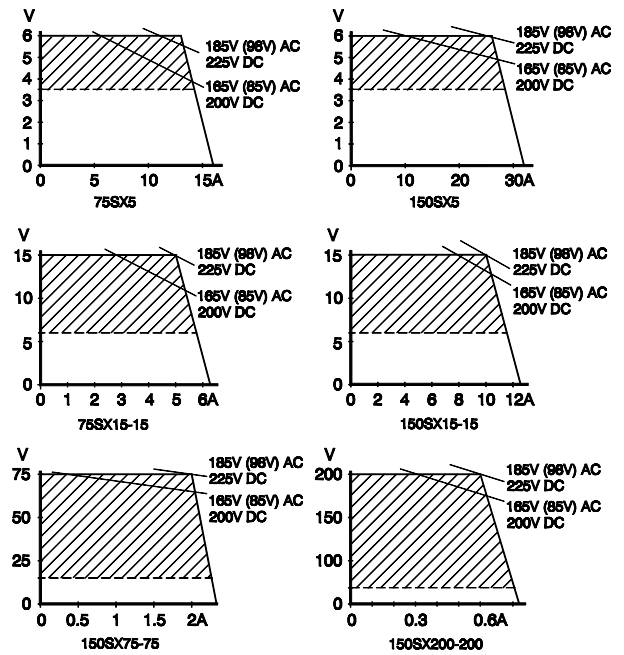 V
6
5
4
3
2
1
0
0 5 10 15A
185V (98V) AC
225V DC
165V (85V) AC
200V DC
75SX5
V
6
5
4
3
2
1
0
0 10 20 30A
185V (98V) AC
225V DC
165V (85V) AC
200V DC
150SX5
V
15
10
5
0
0 1 2 3 4 5 6A
185V (98V) AC
225V DC
165V (85V) AC
200V DC
75SX15-15
V
15
10
5
0
0 2 4 6 8 10 12A
185V (98V) AC
225V DC
165V (85V) AC
200V DC
150SX15-15
V
75
50
25
0
0 0.5 1 1.5 2A
185V (98V) AC
225V DC
165V (85V) AC
200V DC
150SX75-75
V
200
150
100
0
0 0.3 0.6A
185V (98V) AC
225V DC
165V (85V) AC
200V DC
150SX200-200